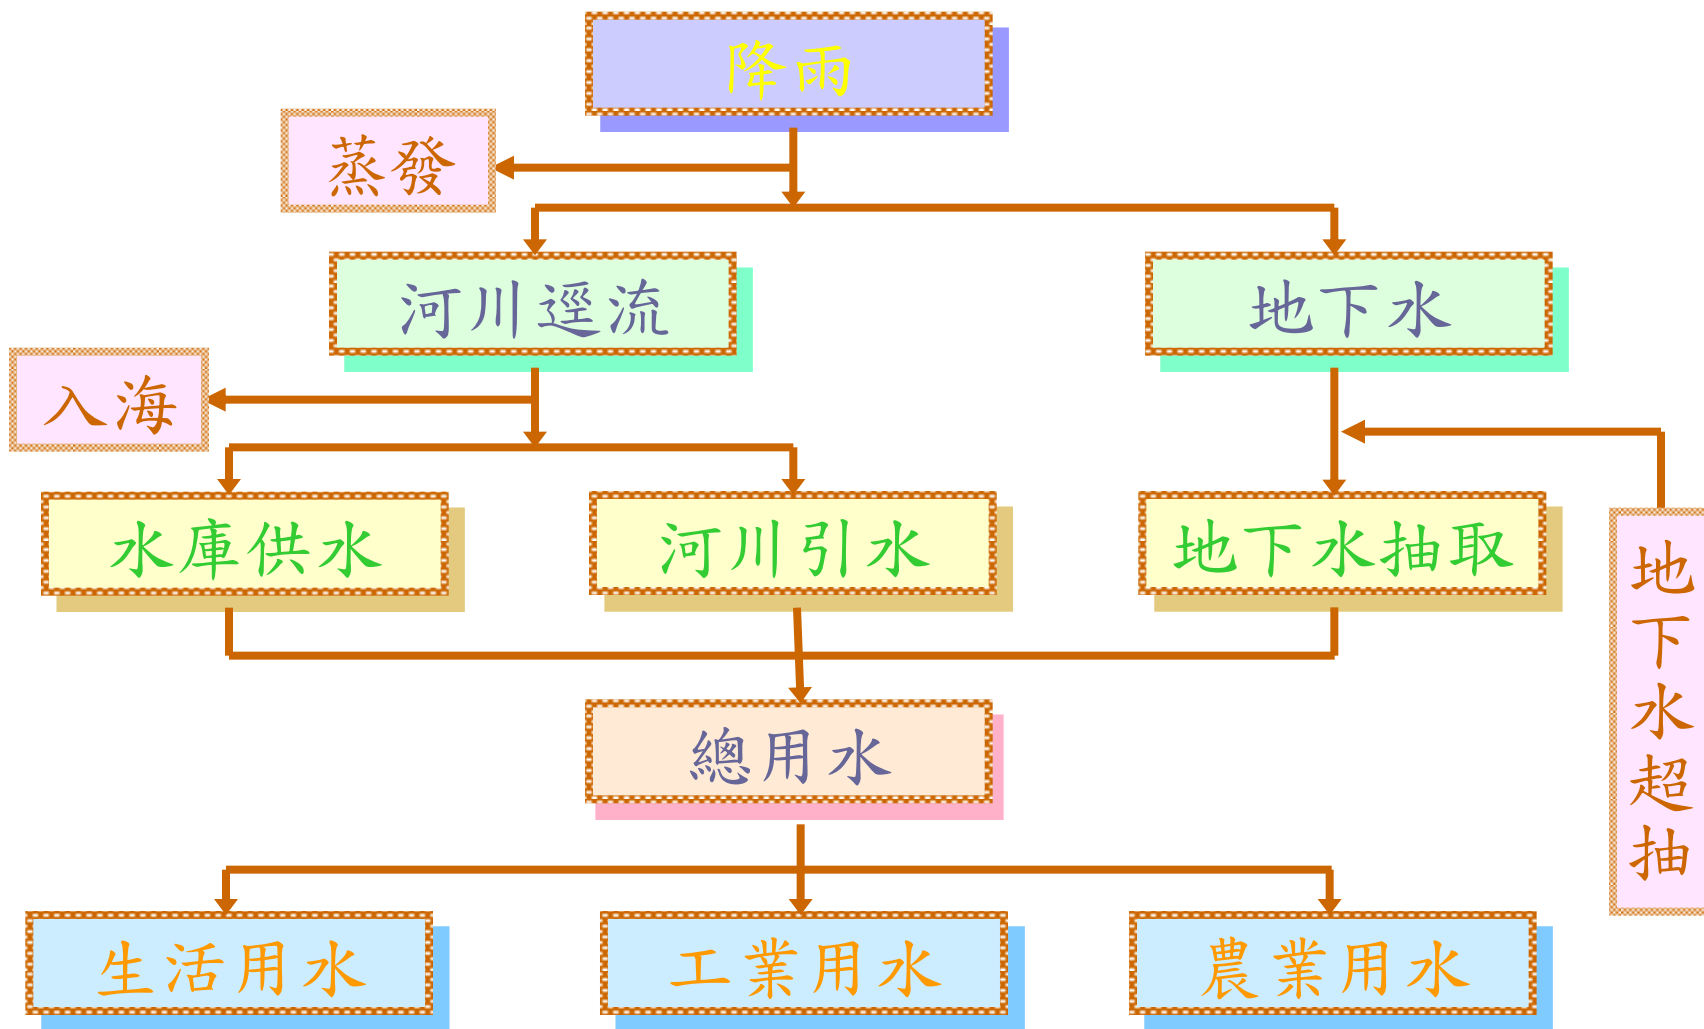 降雨
蒸發
河川逕流
地下水
入海
水庫供水
河川引水
地下水抽取
地下水超抽
總用水
生活用水
工業用水
農業用水